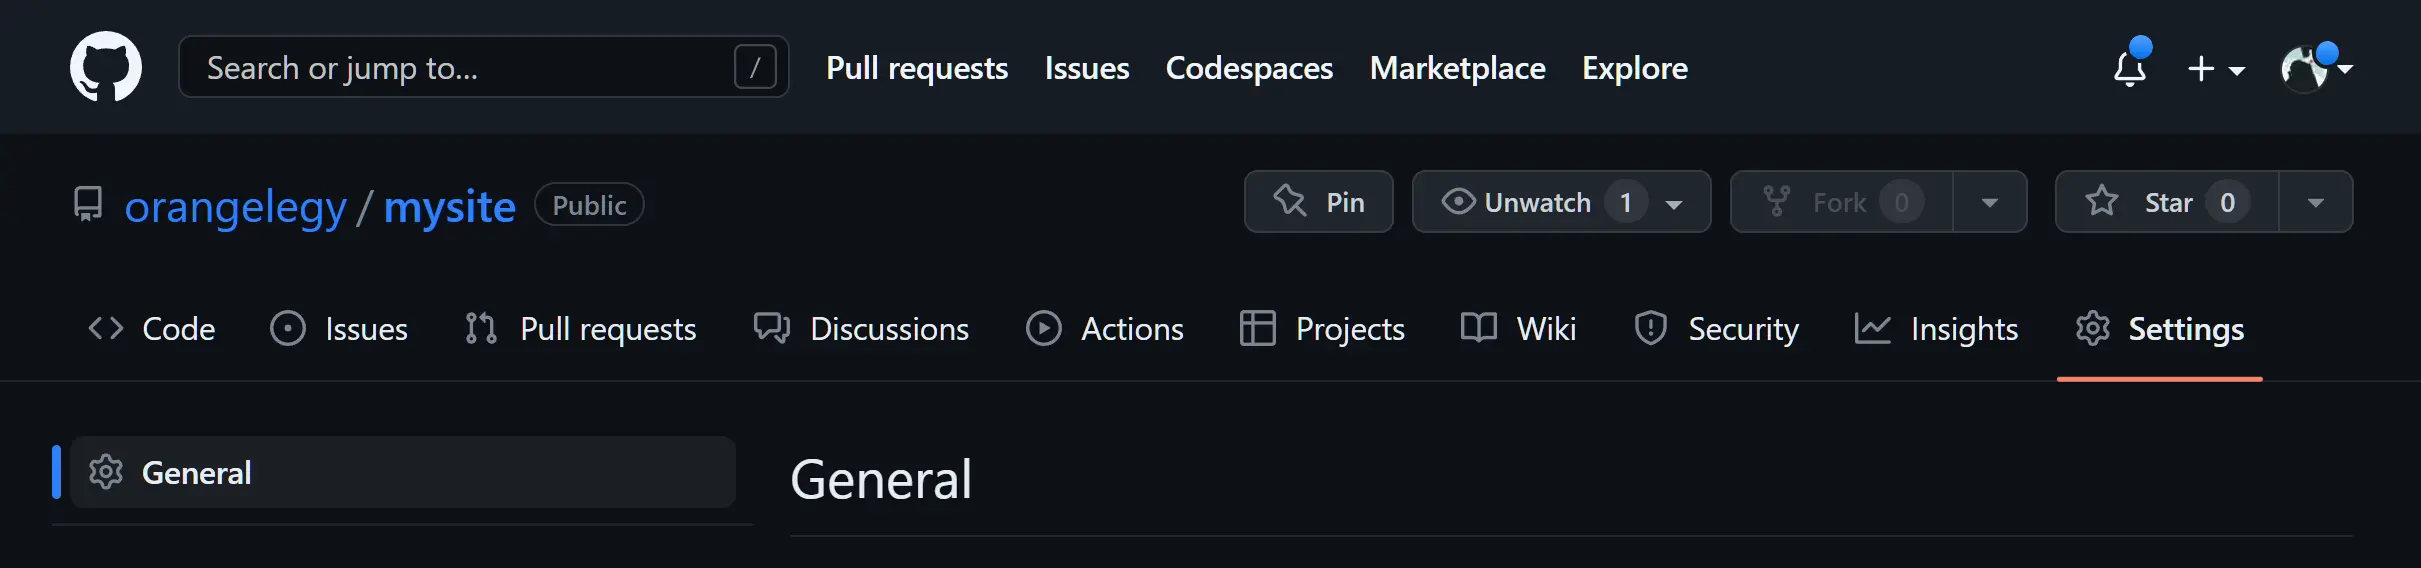 Search or jump to... / Pull requests Issues Codespaces Marketplace Explore
orangelegy / mysite Public Pin Unwatch 1 Fork 0 Star 0
Code Issues Pull requests Discussions Actions Projects Wiki Security Insights Settings
General
General